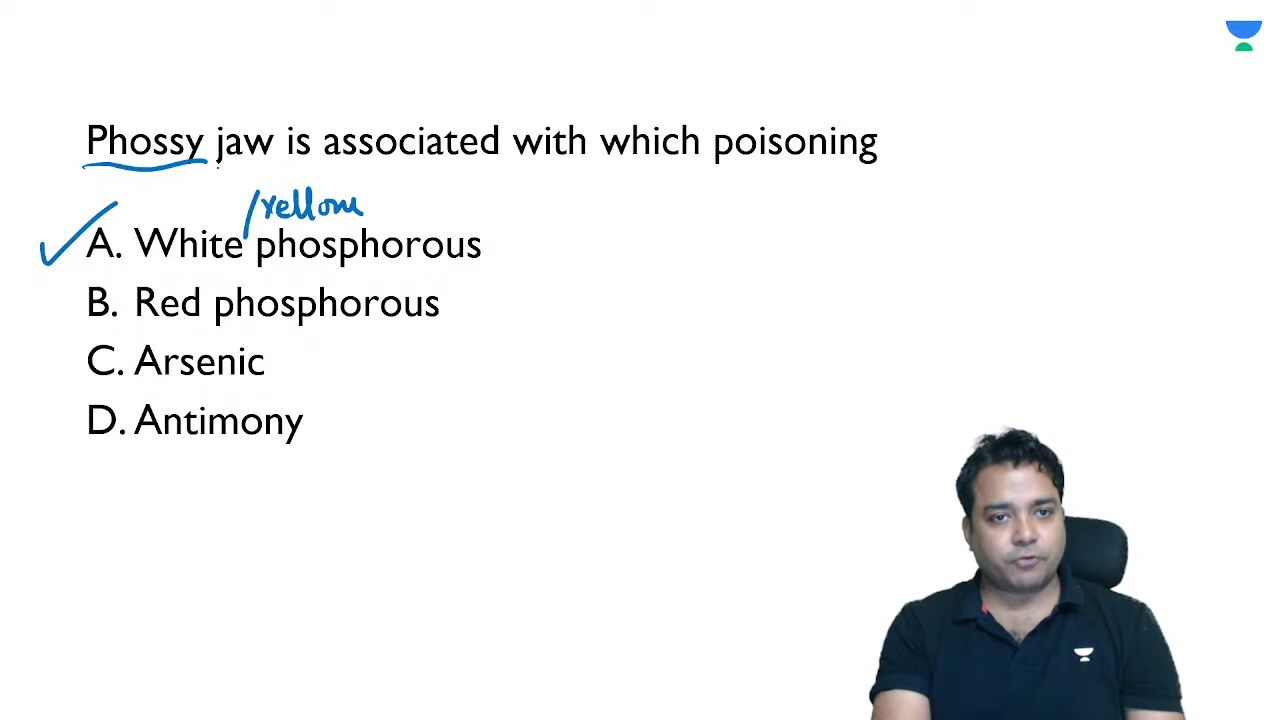 Phossy jaw is associated with which poisoning
/yellow
A. White phosphorous
B. Red phosphorous
C. Arsenic
D. Antimony